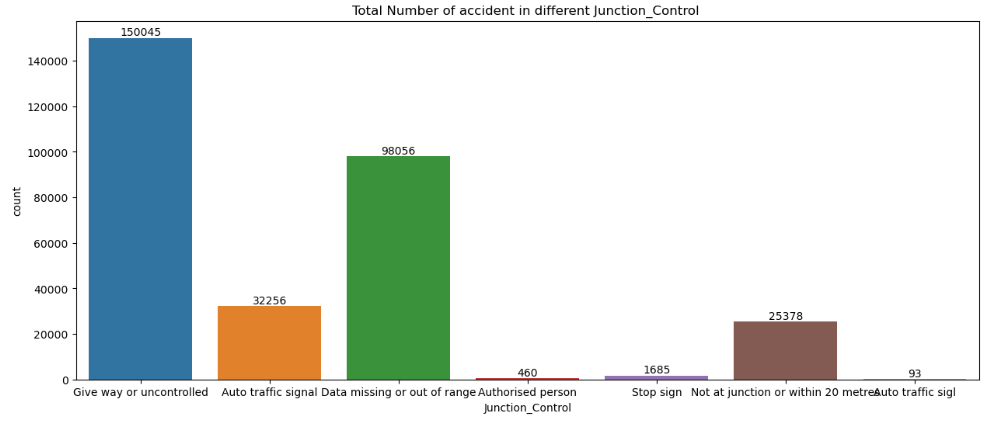 Total Number of accident in different Junction_Control
count
140000
120000
100000
80000
60000
40000
20000
0
150045
32256
98056
460
1685
25378
93
Give way or uncontrolled
Auto traffic signal
Data missing or out of range
Authorised person
Stop sign
Not at junction or within 20 metres
Auto traffic sigl
Junction_Control